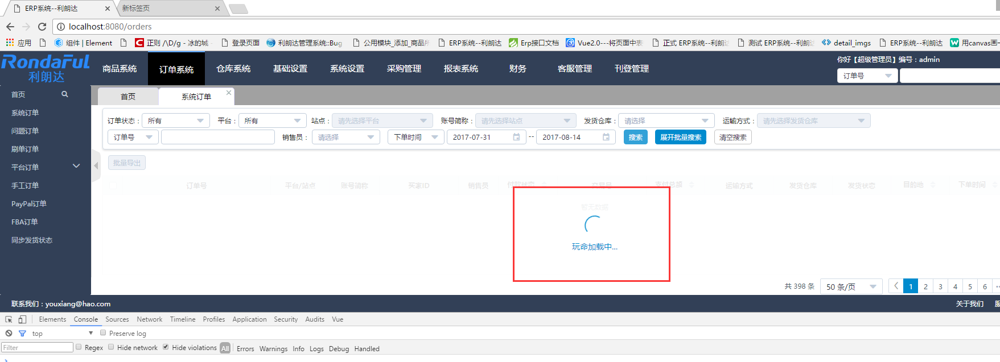 ERP系统--利朗达
新标签页
localhost:8080/orders
应用 组件 | Element 正则 /\D/g - 冰的城 登录页面 利朗达管理系统::Bug 公用模块_添加_商品 ERP系统--利朗达 Erp接口文档 Vue2.0---将页面中表 正式 ERP系统--利朗 测试 ERP系统--利朗 detail_imgs ERP系统--利朗达 用canvas画一
RondaFul
利朗达
商品系统 订单系统 仓库系统 基础设置 系统设置 采购管理 报表系统 财务 客服管理 刊登管理
你好【超级管理员】编号：admin
订单号
首页
系统订单
问题订单
刷单订单
平台订单
手工订单
PayPal订单
FBA订单
同步发货状态
首页 系统订单
订单状态： 所有 平台： 所有 站点： 请先选择平台 账号简称： 请先选择站点 发货仓库： 请选择 运输方式： 请先选择发货仓库
订单号 销售员： 请选择 下单时间 2017-07-31 -- 2017-08-14 搜索 展开批量搜索 清空搜索
批量导出
订单号 平台/站点 账号简称 买家ID 销售员 付款状态 交易号 支付总额 运输方式 发货仓库 发货状态 目的地 下单时间
暂无数据
玩命加载中...
共 398 条 50 条/页 1 2 3 4 5 6
联系我们：youxiang@hao.com
关于我们
Elements Console Sources Network Timeline Profiles Application Security Audits Vue
top Preserve log
Filter Regex Hide network Hide violations All Errors Warnings Info Logs Debug Handled